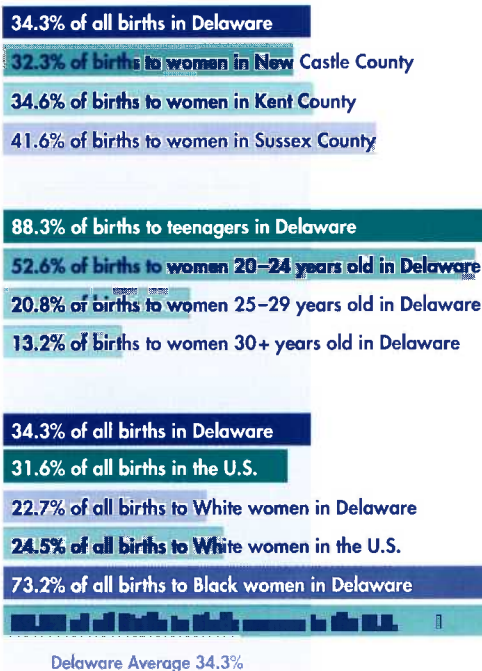 34.3% of all births in Delaware
32.3% of births to women in New Castle County
34.6% of births to women in Kent County
41.6% of births to women in Sussex County
88.3% of births to teenagers in Delaware
52.6% of births to women 20–24 years old in Delaware
20.8% of births to women 25–29 years old in Delaware
13.2% of births to women 30+ years old in Delaware
34.3% of all births in Delaware
31.6% of all births in the U.S.
22.7% of all births to White women in Delaware
24.5% of all births to White women in the U.S.
73.2% of all births to Black women in Delaware
Delaware Average 34.3%